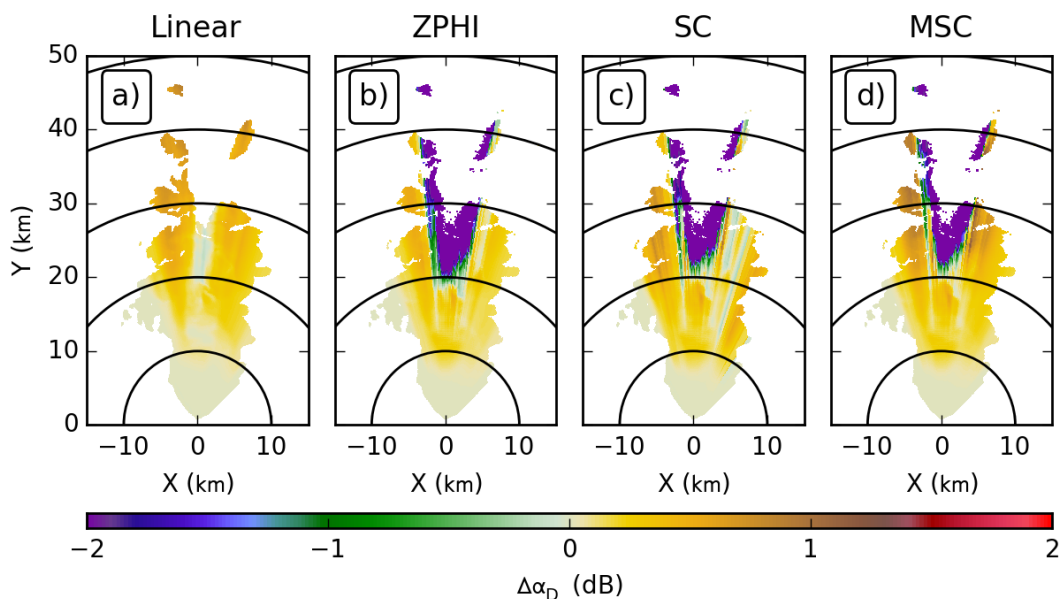 Linear ZPHI SC MSC
50
a) b) c) d)
40
30
Y (km)
20
10
0
−10 0 10 −10 0 10 −10 0 10 −10 0 10
X (km) X (km) X (km) X (km)
−2 −1 0 1 2
Δα_D (dB)